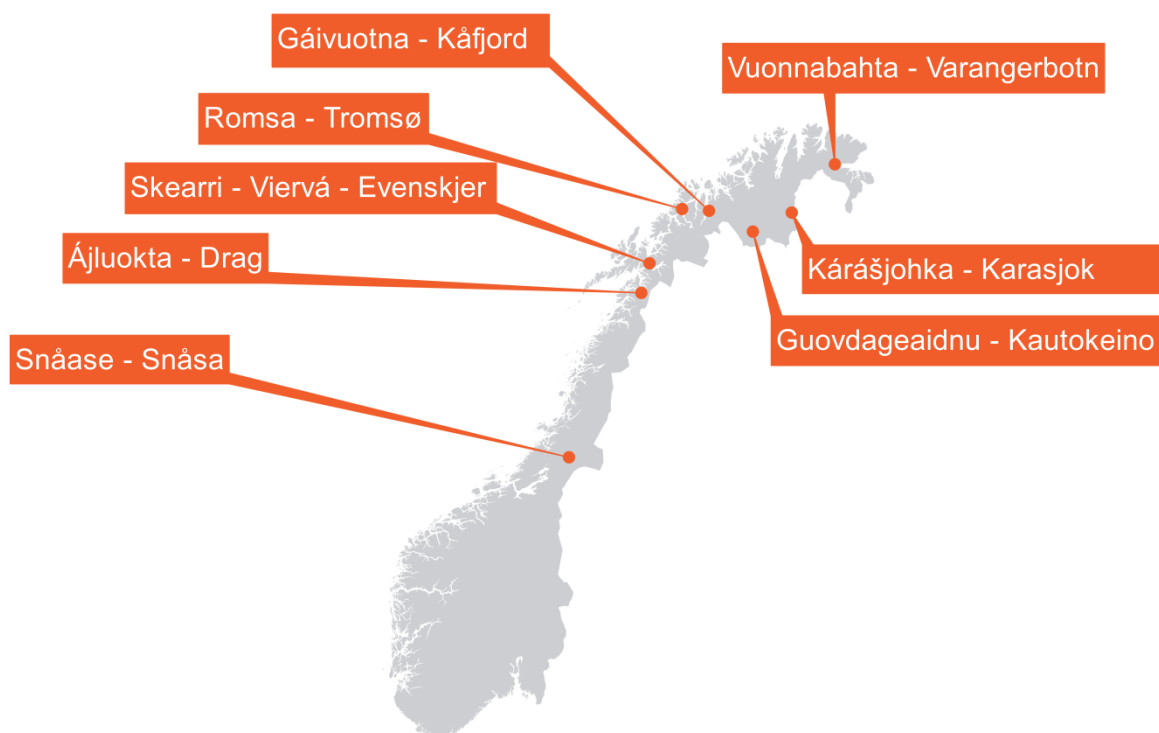 Gáivuotna - Kåfjord
Vuonnabahta - Varangerbotn
Romsa - Tromsø
Skearri - Viervá - Evenskjer
Ájluokta - Drag
Kárášjohka - Karasjok
Guovdageaidnu - Kautokeino
Snåase - Snåsa